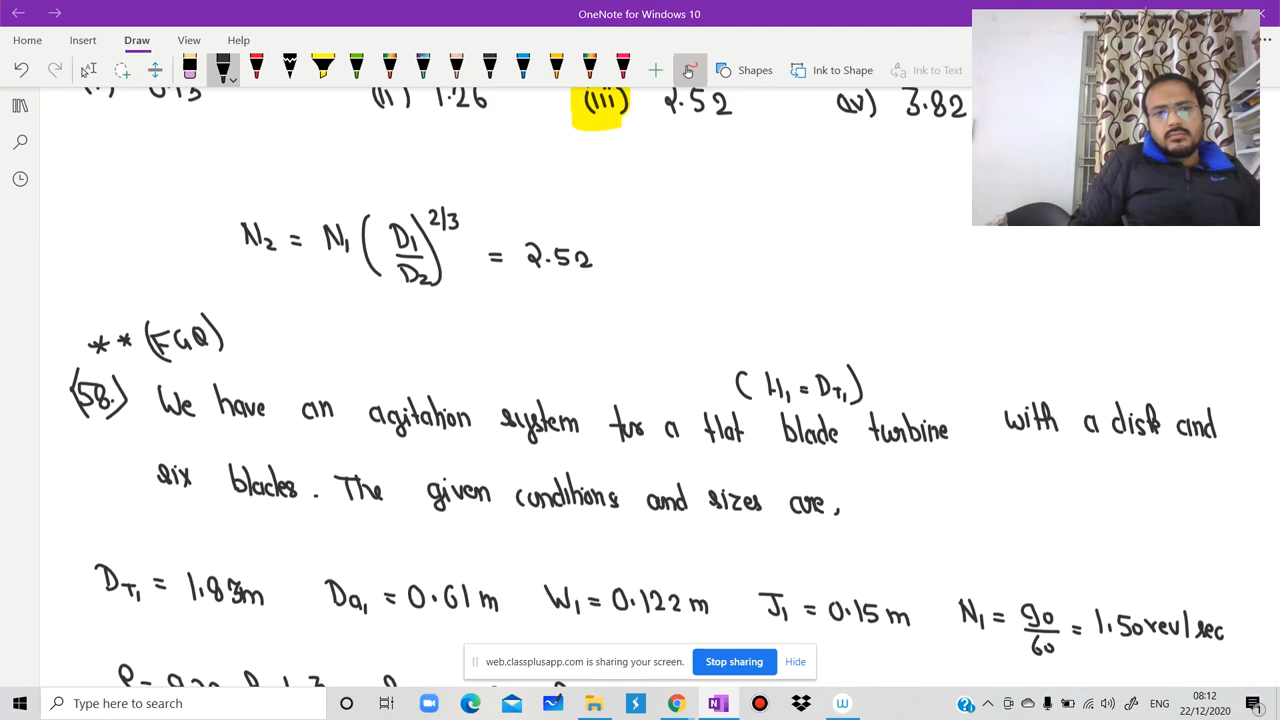 OneNote for Windows 10
Home Insert Draw View Help
Shapes Ink to Shape Ink to Text
(ii) 1.26 (iii) 2.52 (iv) 3.82
N₂ = N₁ (D₁/D₂)^2/3 = 2.52
** (EGQ)
(H₁ = D_T₁)
(58.) We have an agitation system for a flat blade turbine with a disk and
six blades. The given conditions and sizes are,
D_T₁ = 1.83m Da₁ = 0.61 m W₁ = 0.122 m J₁ = 0.15 m N₁ = 90/60 = 1.50 rev/sec
web.classplusapp.com is sharing your screen. Stop sharing Hide
Type here to search
ENG 08:12
22/12/2020